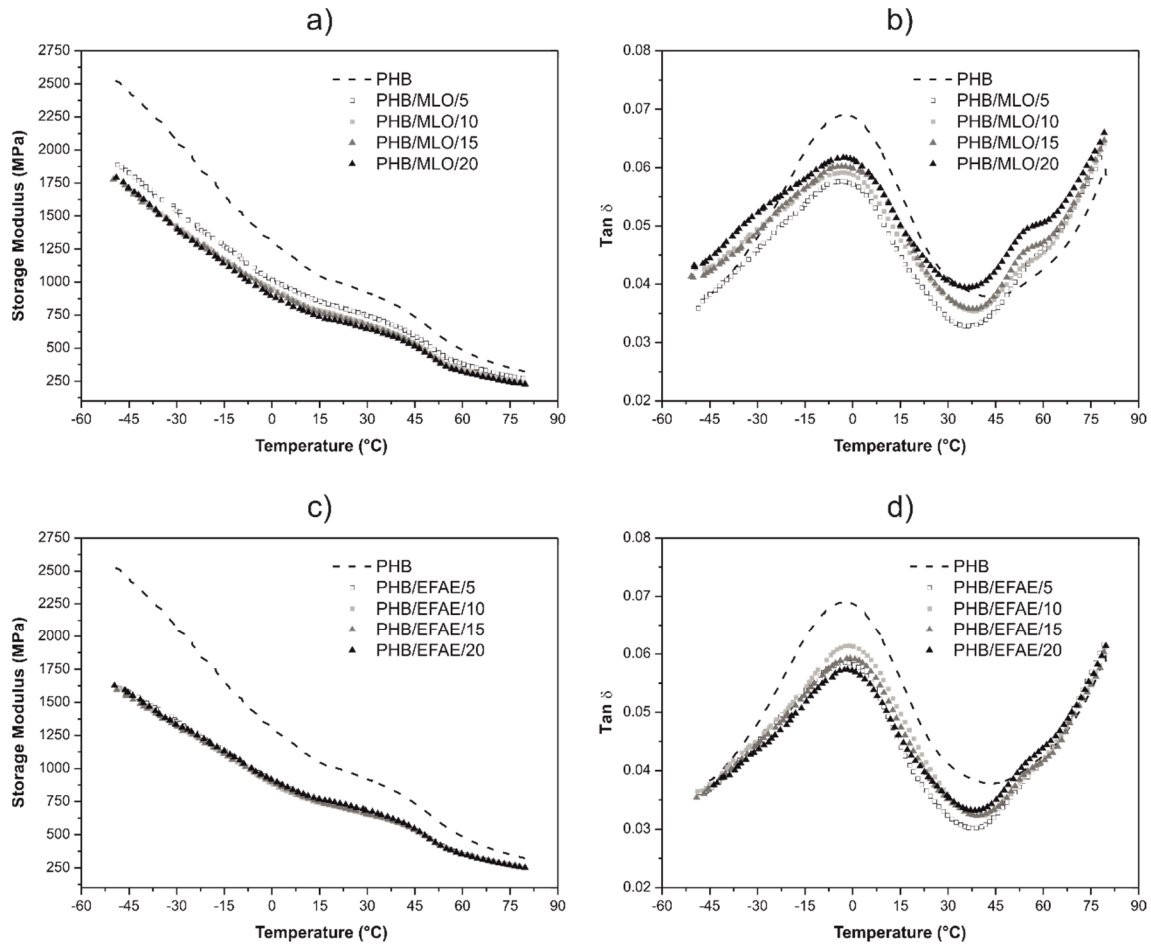 a)
2750
2500
2250
2000
1750
1500
1250
1000
750
500
250
Storage Modulus (MPa)
PHB
PHB/MLO/5
PHB/MLO/10
PHB/MLO/15
PHB/MLO/20
-60 -45 -30 -15 0 15 30 45 60 75 90
Temperature (°C)
b)
0.08
0.07
0.06
0.05
0.04
0.03
0.02
Tan δ
PHB
PHB/MLO/5
PHB/MLO/10
PHB/MLO/15
PHB/MLO/20
-60 -45 -30 -15 0 15 30 45 60 75 90
Temperature (°C)
c)
2750
2500
2250
2000
1750
1500
1250
1000
750
500
250
Storage Modulus (MPa)
PHB
PHB/EFAE/5
PHB/EFAE/10
PHB/EFAE/15
PHB/EFAE/20
-60 -45 -30 -15 0 15 30 45 60 75 90
Temperature (°C)
d)
0.08
0.07
0.06
0.05
0.04
0.03
0.02
Tan δ
PHB
PHB/EFAE/5
PHB/EFAE/10
PHB/EFAE/15
PHB/EFAE/20
-60 -45 -30 -15 0 15 30 45 60 75 90
Temperature (°C)